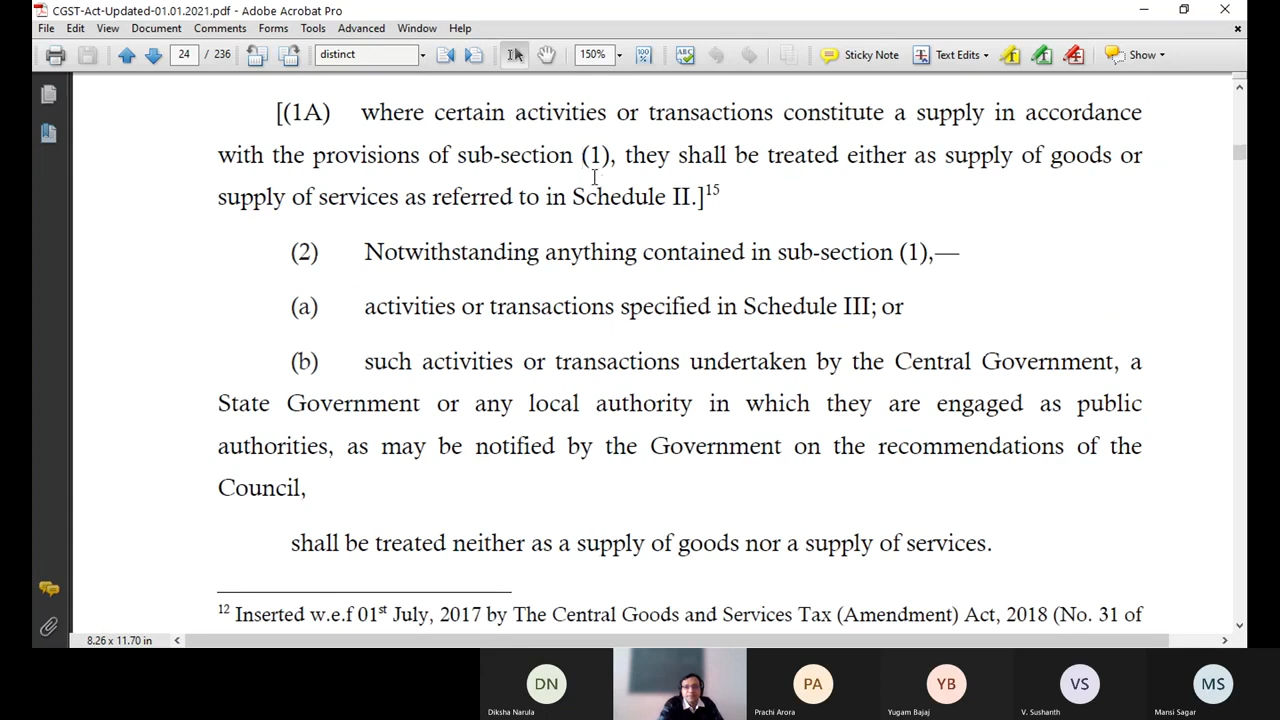 CGST-Act-Updated-01.01.2021.pdf - Adobe Acrobat Pro
File Edit View Document Comments Forms Tools Advanced Window Help
24 / 236 distinct 150% Sticky Note Text Edits Show
[(1A) where certain activities or transactions constitute a supply in accordance
with the provisions of sub-section (1), they shall be treated either as supply of goods or
supply of services as referred to in Schedule II.]15
(2) Notwithstanding anything contained in sub-section (1),—
(a) activities or transactions specified in Schedule III; or
(b) such activities or transactions undertaken by the Central Government, a
State Government or any local authority in which they are engaged as public
authorities, as may be notified by the Government on the recommendations of the
Council,
shall be treated neither as a supply of goods nor a supply of services.
12 Inserted w.e.f 01st July, 2017 by The Central Goods and Services Tax (Amendment) Act, 2018 (No. 31 of
8.26 x 11.70 in
DN PA YB VS MS
Diksha Narula Prachi Arora Yugam Bajaj V. Sushanth Mansi Sagar